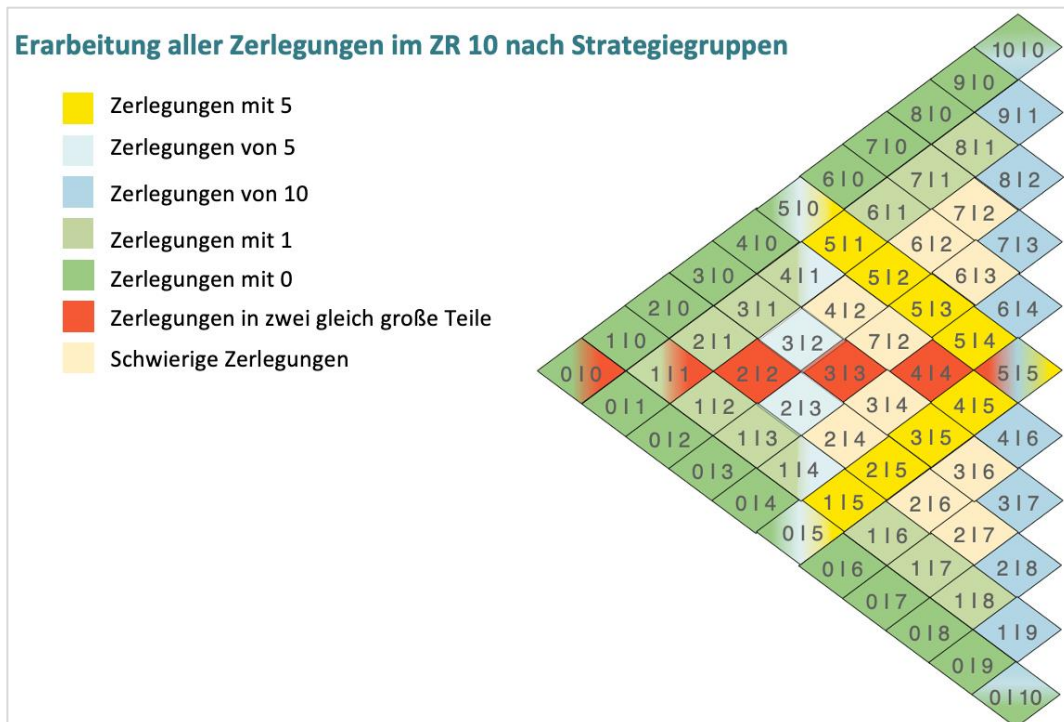 Erarbeitung aller Zerlegungen im ZR 10 nach Strategiegruppen
Zerlegungen mit 5
Zerlegungen von 5
Zerlegungen von 10
Zerlegungen mit 1
Zerlegungen mit 0
Zerlegungen in zwei gleich große Teile
Schwierige Zerlegungen
10 | 0
9 | 0
8 | 0 9 | 1
7 | 0 8 | 1
6 | 0 7 | 1 8 | 2
5 | 0 6 | 1 7 | 2
4 | 0 5 | 1 6 | 2 7 | 3
3 | 0 4 | 1 5 | 2 6 | 3
2 | 0 3 | 1 4 | 2 5 | 3 6 | 4
1 | 0 2 | 1 3 | 2 7 | 2 5 | 4
0 | 0 1 | 1 2 | 2 3 | 3 4 | 4 5 | 5
0 | 1 1 | 2 2 | 3 3 | 4 4 | 5
0 | 2 1 | 3 2 | 4 3 | 5 4 | 6
0 | 3 1 | 4 2 | 5 3 | 6
0 | 4 1 | 5 2 | 6 3 | 7
0 | 5 1 | 6 2 | 7
0 | 6 1 | 7 2 | 8
0 | 7 1 | 8
0 | 8 1 | 9
0 | 9
0 | 10